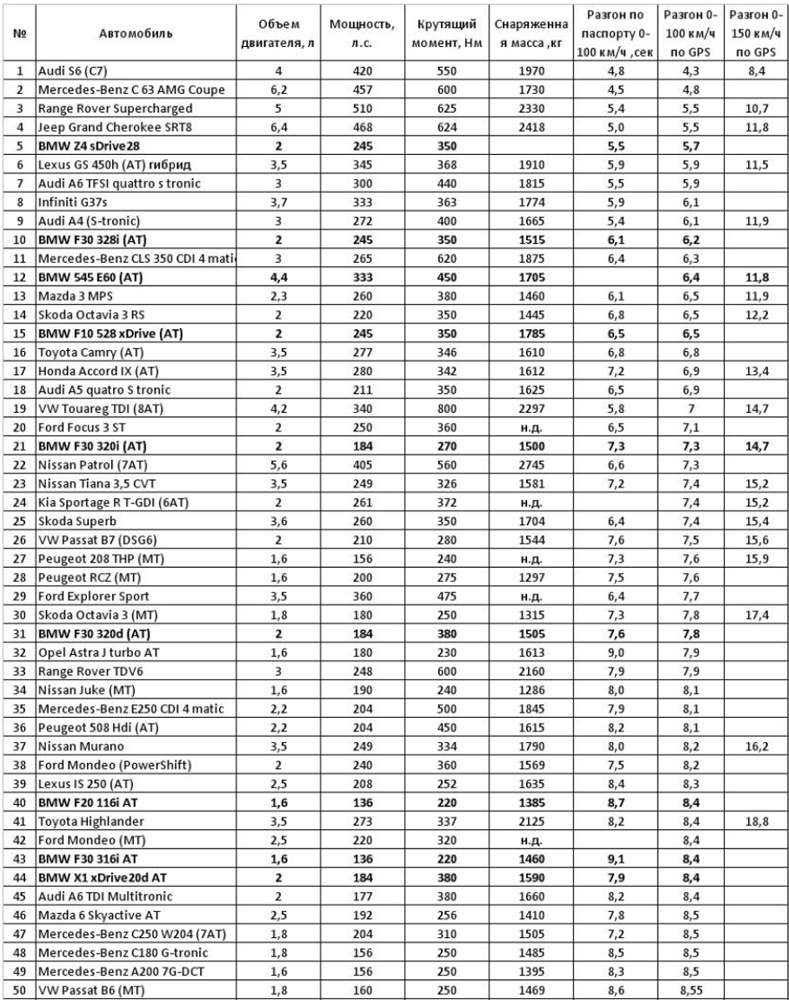 № Автомобиль Объем двигателя, л Мощность, л.с. Крутящий момент, Нм Снаряженна я масса ,кг Разгон по паспорту 0-100 км/ч ,сек Разгон 0-100 км/ч по GPS Разгон 0-150 км/ч по GPS
1 Audi S6 (C7) 4 420 550 1970 4,8 4,3 8,4
2 Mercedes-Benz C 63 AMG Coupe 6,2 457 600 1730 4,5 4,8
3 Range Rover Supercharged 5 510 625 2330 5,4 5,5 10,7
4 Jeep Grand Cherokee SRT8 6,4 468 624 2418 5,0 5,5 11,8
5 BMW Z4 sDrive28 2 245 350 5,5 5,7
6 Lexus GS 450h (AT) гибрид 3,5 345 368 1910 5,9 5,9 11,5
7 Audi A6 TFSI quattro s tronic 3 300 440 1815 5,5 5,9
8 Infiniti G37s 3,7 333 363 1774 5,9 6,1
9 Audi A4 (S-tronic) 3 272 400 1665 5,4 6,1 11,9
10 BMW F30 328i (AT) 2 245 350 1515 6,1 6,2
11 Mercedes-Benz CLS 350 CDI 4 matic 3 265 620 1875 6,4 6,3
12 BMW 545 E60 (AT) 4,4 333 450 1705 6,4 11,8
13 Mazda 3 MPS 2,3 260 380 1460 6,1 6,5 11,9
14 Skoda Octavia 3 RS 2 220 350 1445 6,8 6,5 12,2
15 BMW F10 528 xDrive (AT) 2 245 350 1785 6,5 6,5
16 Toyota Camry (AT) 3,5 277 346 1610 6,8 6,8
17 Honda Accord IX (AT) 3,5 280 342 1612 7,2 6,9 13,4
18 Audi A5 quatro S tronic 2 211 350 1625 6,5 6,9
19 VW Touareg TDI (8AT) 4,2 340 800 2297 5,8 7 14,7
20 Ford Focus 3 ST 2 250 360 н.д. 6,5 7,1
21 BMW F30 320i (AT) 2 184 270 1500 7,3 7,3 14,7
22 Nissan Patrol (7AT) 5,6 405 560 2745 6,6 7,3
23 Nissan Tiana 3,5 CVT 3,5 249 326 1581 7,2 7,4 15,2
24 Kia Sportage R T-GDI (6AT) 2 261 372 н.д. 7,4 15,2
25 Skoda Superb 3,6 260 350 1704 6,4 7,4 15,4
26 VW Passat B7 (DSG6) 2 210 280 1544 7,6 7,5 15,6
27 Peugeot 208 THP (MT) 1,6 156 240 н.д. 7,3 7,6 15,9
28 Peugeot RCZ (MT) 1,6 200 275 1297 7,5 7,6
29 Ford Explorer Sport 3,5 360 475 н.д. 6,4 7,7
30 Skoda Octavia 3 (MT) 1,8 180 250 1315 7,3 7,8 17,4
31 BMW F30 320d (AT) 2 184 380 1505 7,6 7,8
32 Opel Astra J turbo AT 1,6 180 230 1613 9,0 7,9
33 Range Rover TDV6 3 248 600 2160 7,9 7,9
34 Nissan Juke (MT) 1,6 190 240 1286 8,0 8,1
35 Mercedes-Benz E250 CDI 4 matic 2,2 204 500 1845 7,9 8,1
36 Peugeot 508 Hdi (AT) 2,2 204 450 1615 8,2 8,1
37 Nissan Murano 3,5 249 334 1790 8,0 8,2 16,2
38 Ford Mondeo (PowerShift) 2 240 360 1569 7,5 8,2
39 Lexus IS 250 (AT) 2,5 208 252 1635 8,4 8,3
40 BMW F20 116i AT 1,6 136 220 1385 8,7 8,4
41 Toyota Highlander 3,5 273 337 2125 8,2 8,4 18,8
42 Ford Mondeo (MT) 2,5 220 320 н.д. 8,4
43 BMW F30 316i AT 1,6 136 220 1460 9,1 8,4
44 BMW X1 xDrive20d AT 2 184 380 1590 7,9 8,4
45 Audi A6 TDI Multitronic 2 177 380 1660 8,2 8,4
46 Mazda 6 Skyactive AT 2,5 192 256 1410 7,8 8,5
47 Mercedes-Benz C250 W204 (7AT) 1,8 204 310 1505 7,2 8,5
48 Mercedes-Benz C180 G-tronic 1,8 156 250 1485 8,5 8,5
49 Mercedes-Benz A200 7G-DCT 1,6 156 250 1395 8,3 8,5
50 VW Passat B6 (MT) 1,8 160 250 1469 8,6 8,55